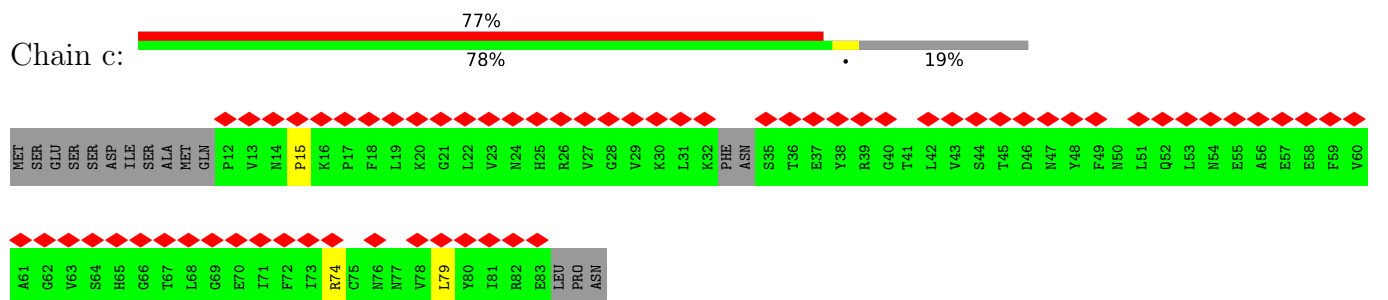 77%
Chain c:
78% • 19%
MET SER GLU SER SER ASP ILE SER ALA MET GLN P12 V13 N14 P15 K16 P17 F18 L19 K20 G21 L22 V23 N24 H25 R26 V27 G28 V29 K30 L31 K32 PHE ASN S35 T36 E37 Y38 R39 G40 T41 L42 V43 S44 T45 D46 N47 Y48 F49 N50 L51 Q52 L53 N54 E55 A56 E57 E58 F59 V60
A61 G62 V63 S64 H65 G66 T67 L68 G69 E70 I71 F72 I73 R74 C75 N76 N77 V78 L79 Y80 I81 R82 E83 LEU PRO ASN